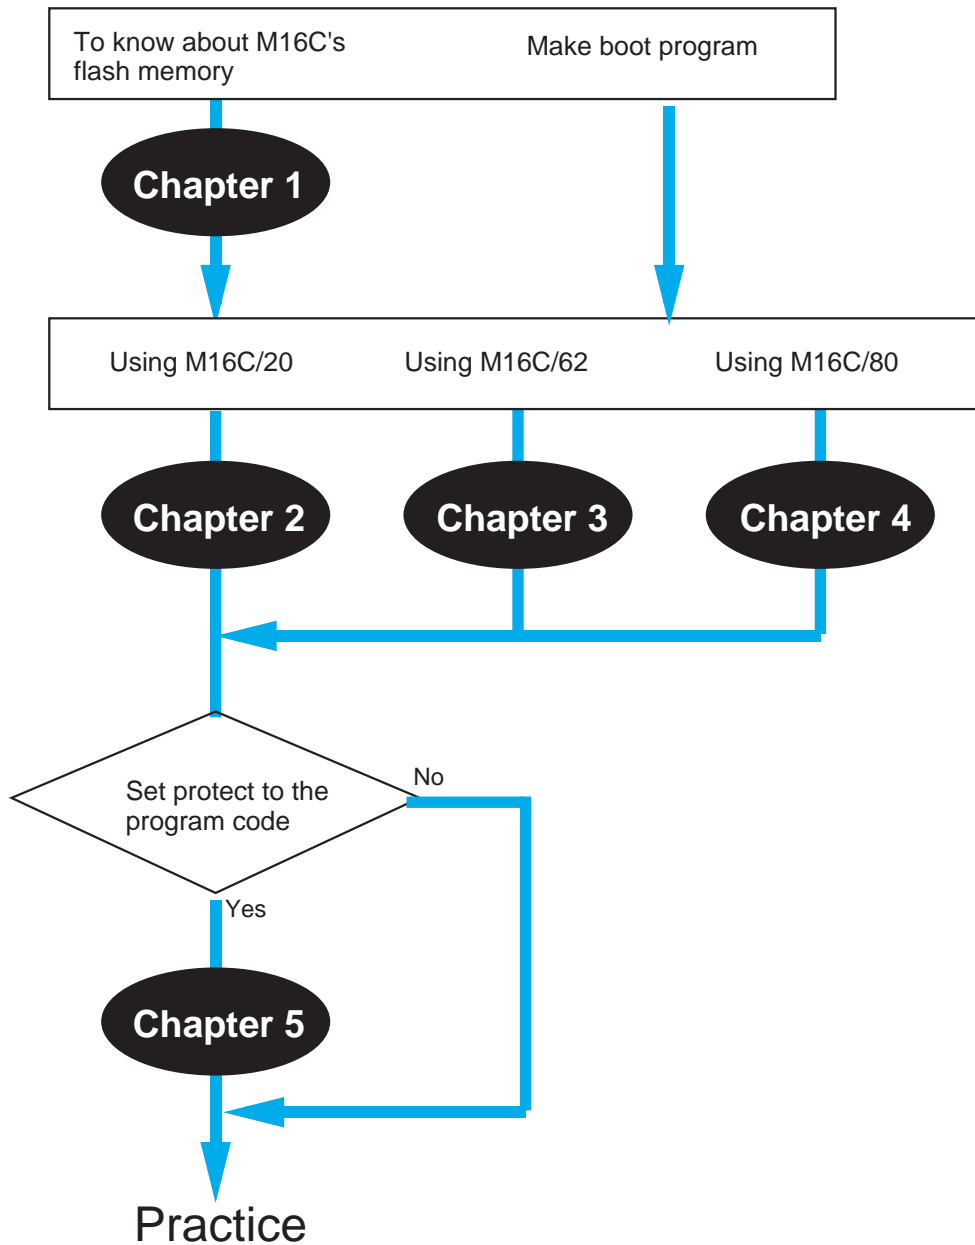 To know about M16C's
flash memory
Make boot program
Chapter 1
Using M16C/20
Using M16C/62
Using M16C/80
Chapter 2
Chapter 3
Chapter 4
Set protect to the
program code
No
Yes
Chapter 5
Practice